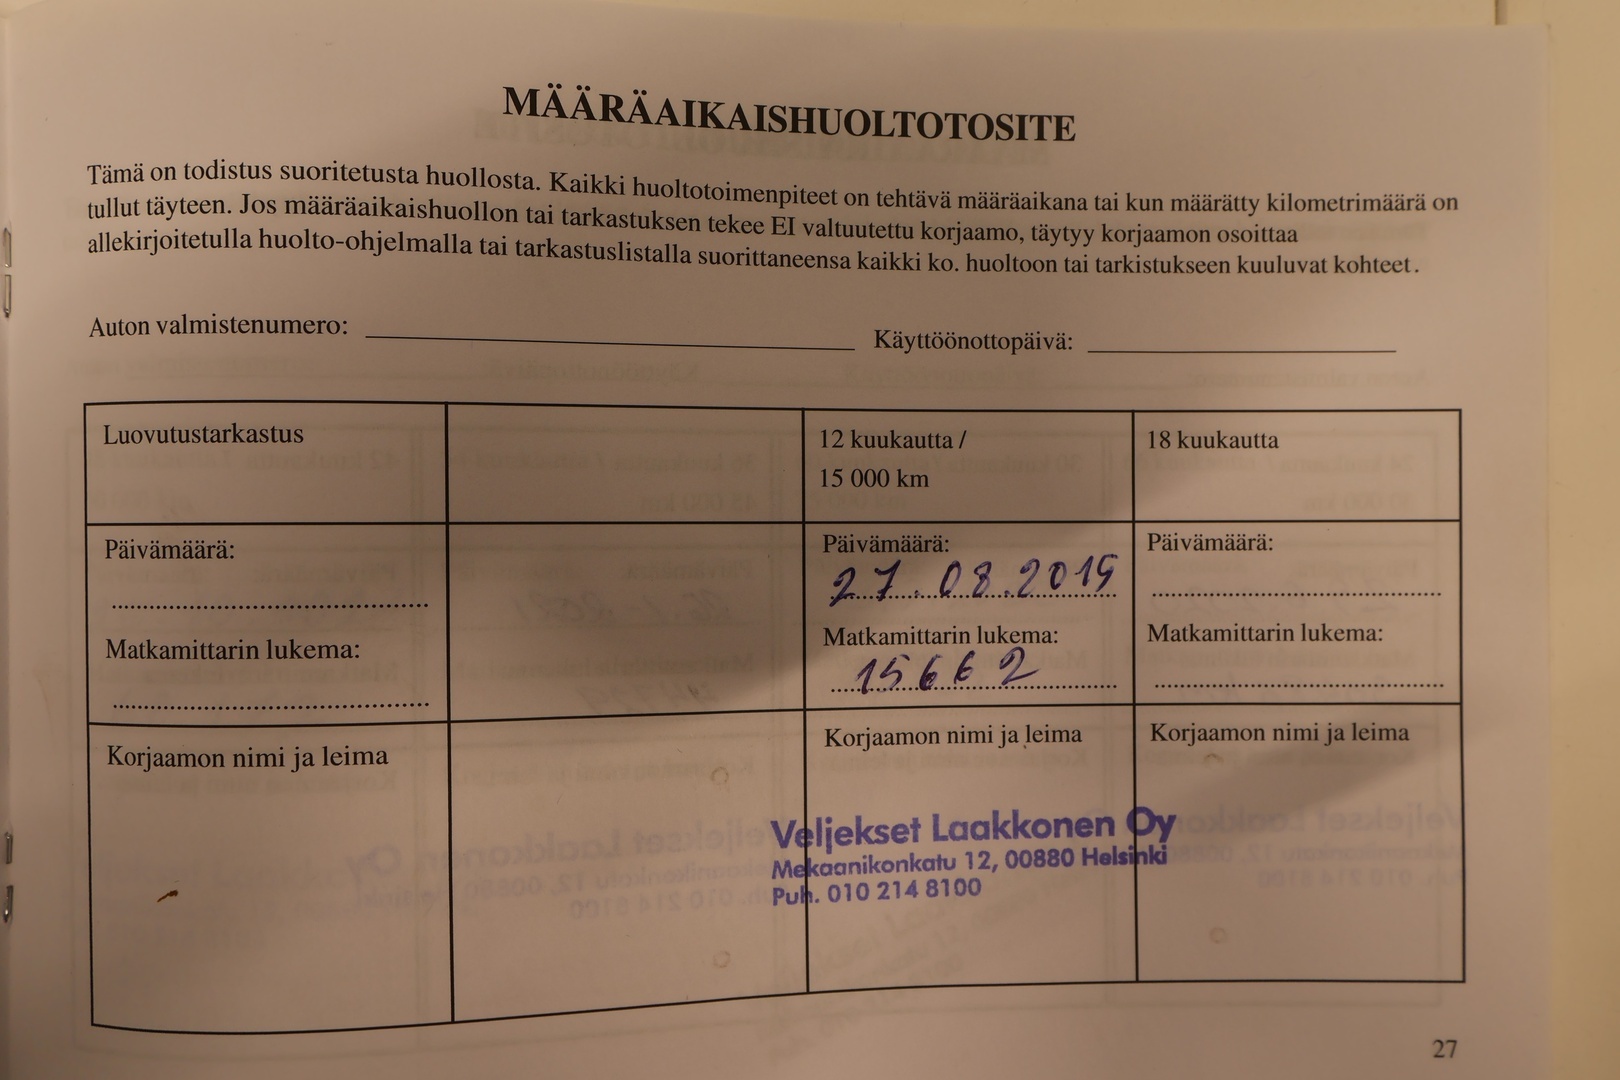 MÄÄRÄAIKAISHUOLTOTOSITE
Tämä on todistus suoritetusta huollosta. Kaikki huoltotoimenpiteet on tehtävä määräaikana tai kun määrätty kilometrimäärä on
tullut täyteen. Jos määräaikaishuollon tai tarkastuksen tekee EI valtuutettu korjaamo, täytyy korjaamon osoittaa
allekirjoitetulla huolto-ohjelmalla tai tarkastuslistalla suorittaneensa kaikki ko. huoltoon tai tarkistukseen kuuluvat kohteet.
Auton valmistenumero: Käyttöönottopäivä:
Luovutustarkastus
Päivämäärä:
Matkamittarin lukema:
Korjaamon nimi ja leima
12 kuukautta /
15 000 km
Päivämäärä:
27.08.2019
Matkamittarin lukema:
15662
Korjaamon nimi ja leima
Veljekset Laakkonen Oy
Mekaanikonkatu 12, 00880 Helsinki
Puh. 010 214 8100
18 kuukautta
Päivämäärä:
Matkamittarin lukema:
Korjaamon nimi ja leima
27